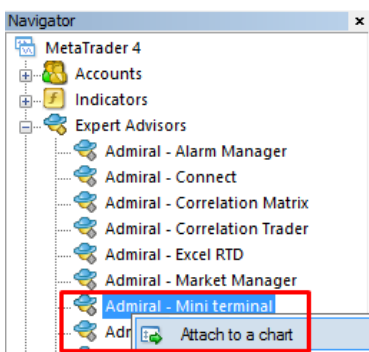 Navigator
MetaTrader 4
Accounts
Indicators
Expert Advisors
Admiral - Alarm Manager
Admiral - Connect
Admiral - Correlation Matrix
Admiral - Correlation Trader
Admiral - Excel RTD
Admiral - Market Manager
Admiral - Mini terminal
Attach to a chart